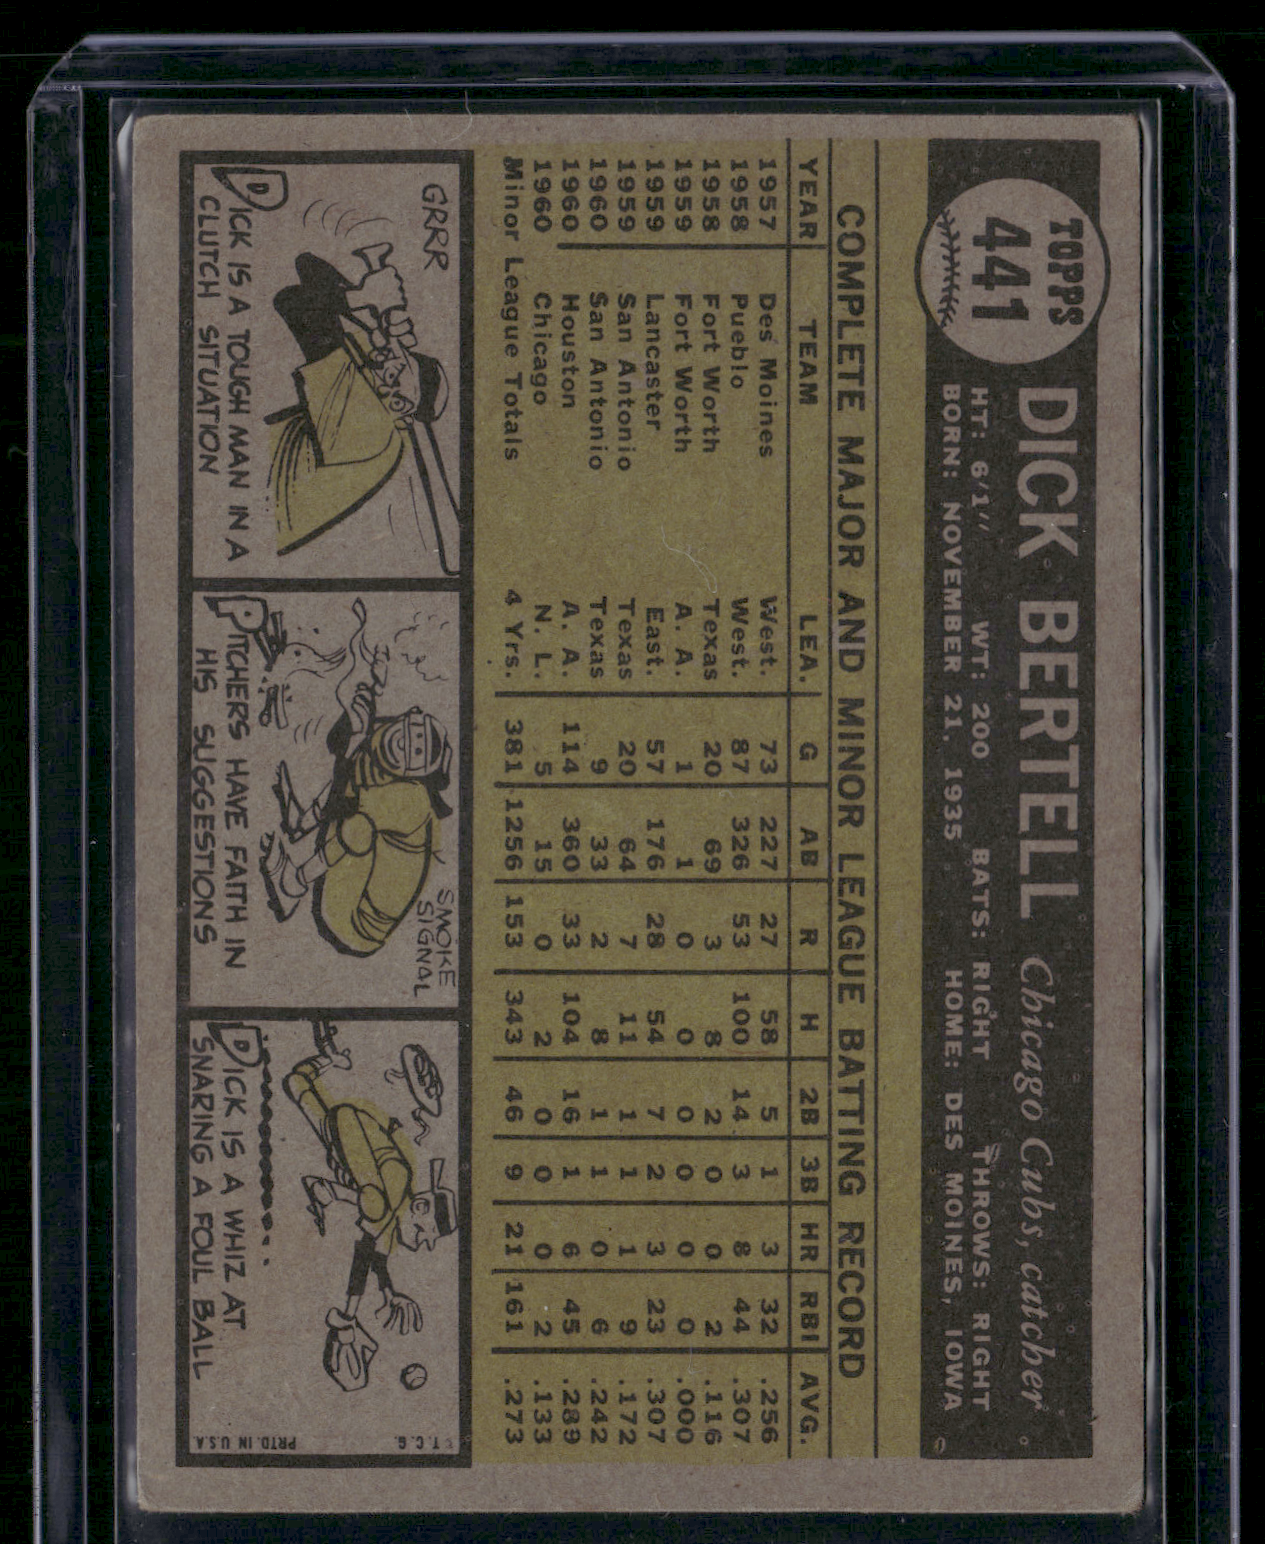 TOPPS
441
DICK BERTELL Chicago Cubs, catcher
HT: 6'1" WT: 200 BATS: RIGHT THROWS: RIGHT
BORN: NOVEMBER 21, 1935 HOME: DES MOINES, IOWA
COMPLETE MAJOR AND MINOR LEAGUE BATTING RECORD
YEAR TEAM LEA. G AB R H 2B 3B HR RBI AVG.
1957 Des Moines West. 73 227 27 58 5 1 3 32 .256
1958 Pueblo West. 87 326 53 100 14 3 8 44 .307
1958 Fort Worth Texas 20 69 3 8 2 0 0 2 .116
1959 Fort Worth A. A. 1 1 0 0 0 0 0 0 .000
1959 Lancaster East. 57 176 28 54 7 2 3 23 .307
1959 San Antonio Texas 20 64 7 11 1 1 1 9 .172
1960 San Antonio Texas 9 33 2 8 1 1 0 6 .242
1960 Houston A. A. 114 360 33 104 16 1 6 45 .289
1960 Chicago N. L. 5 15 0 2 0 0 0 2 .133
Minor League Totals 4 Yrs. 381 1256 153 343 46 9 21 161 .273
GRRR
DICK IS A TOUGH MAN IN A
CLUTCH SITUATION
SMOKE
SIGNAL
PITCHERS HAVE FAITH IN
HIS SUGGESTIONS
DICK IS A WHIZ AT
SNARING A FOUL BALL
T.C.G.
PRTD. IN U.S.A.